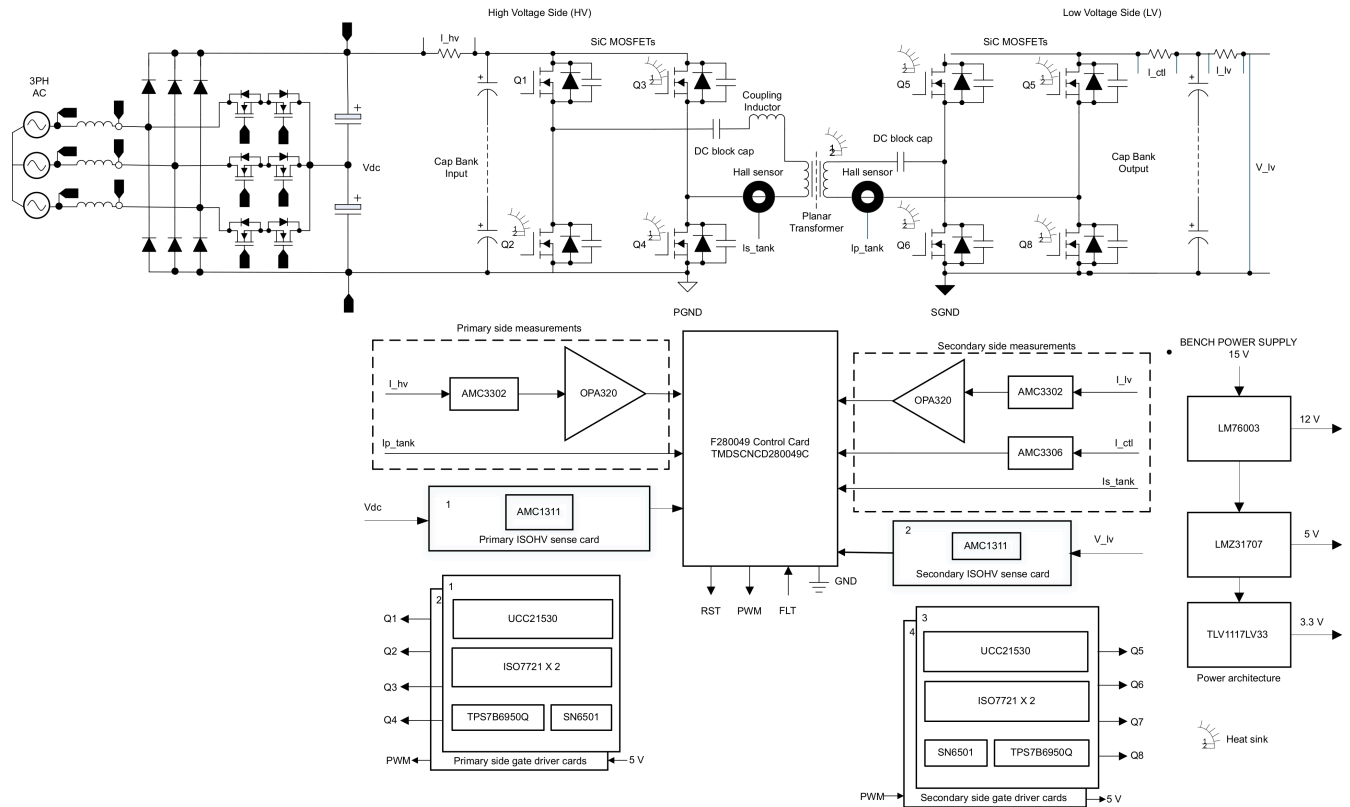 High Voltage Side (HV)
Low Voltage Side (LV)
I_hv
SiC MOSFETs
SiC MOSFETs
I_ctl
I_lv
3PH
AC
Q1
Q3
Q5
Q5
Coupling
Inductor
DC block cap
DC block cap
Vdc
Cap Bank
Input
Hall sensor
Hall sensor
Cap Bank
Output
V_lv
Planar
Transformer
Q2
Q4
Is_tank
Ip_tank
Q6
Q8
PGND
SGND
Primary side measurements
I_hv
AMC3302
OPA320
Ip_tank
Vdc
1
AMC1311
Primary ISOHV sense card
F280049 Control Card
TMDSCNCD280049C
RST
PWM
FLT
GND
Secondary side measurements
OPA320
AMC3302
I_lv
AMC3306
I_ctl
Is_tank
2
AMC1311
V_lv
Secondary ISOHV sense card
BENCH POWER SUPPLY
15 V
LM76003
12 V
LMZ31707
5 V
TLV1117LV33
3.3 V
Power architecture
1
2
UCC21530
ISO7721 X 2
TPS7B6950Q
SN6501
Q1
Q2
Q3
Q4
PWM
Primary side gate driver cards
5 V
3
4
UCC21530
ISO7721 X 2
SN6501
TPS7B6950Q
Q5
Q6
Q7
Q8
PWM
Secondary side gate driver cards
5 V
Heat sink